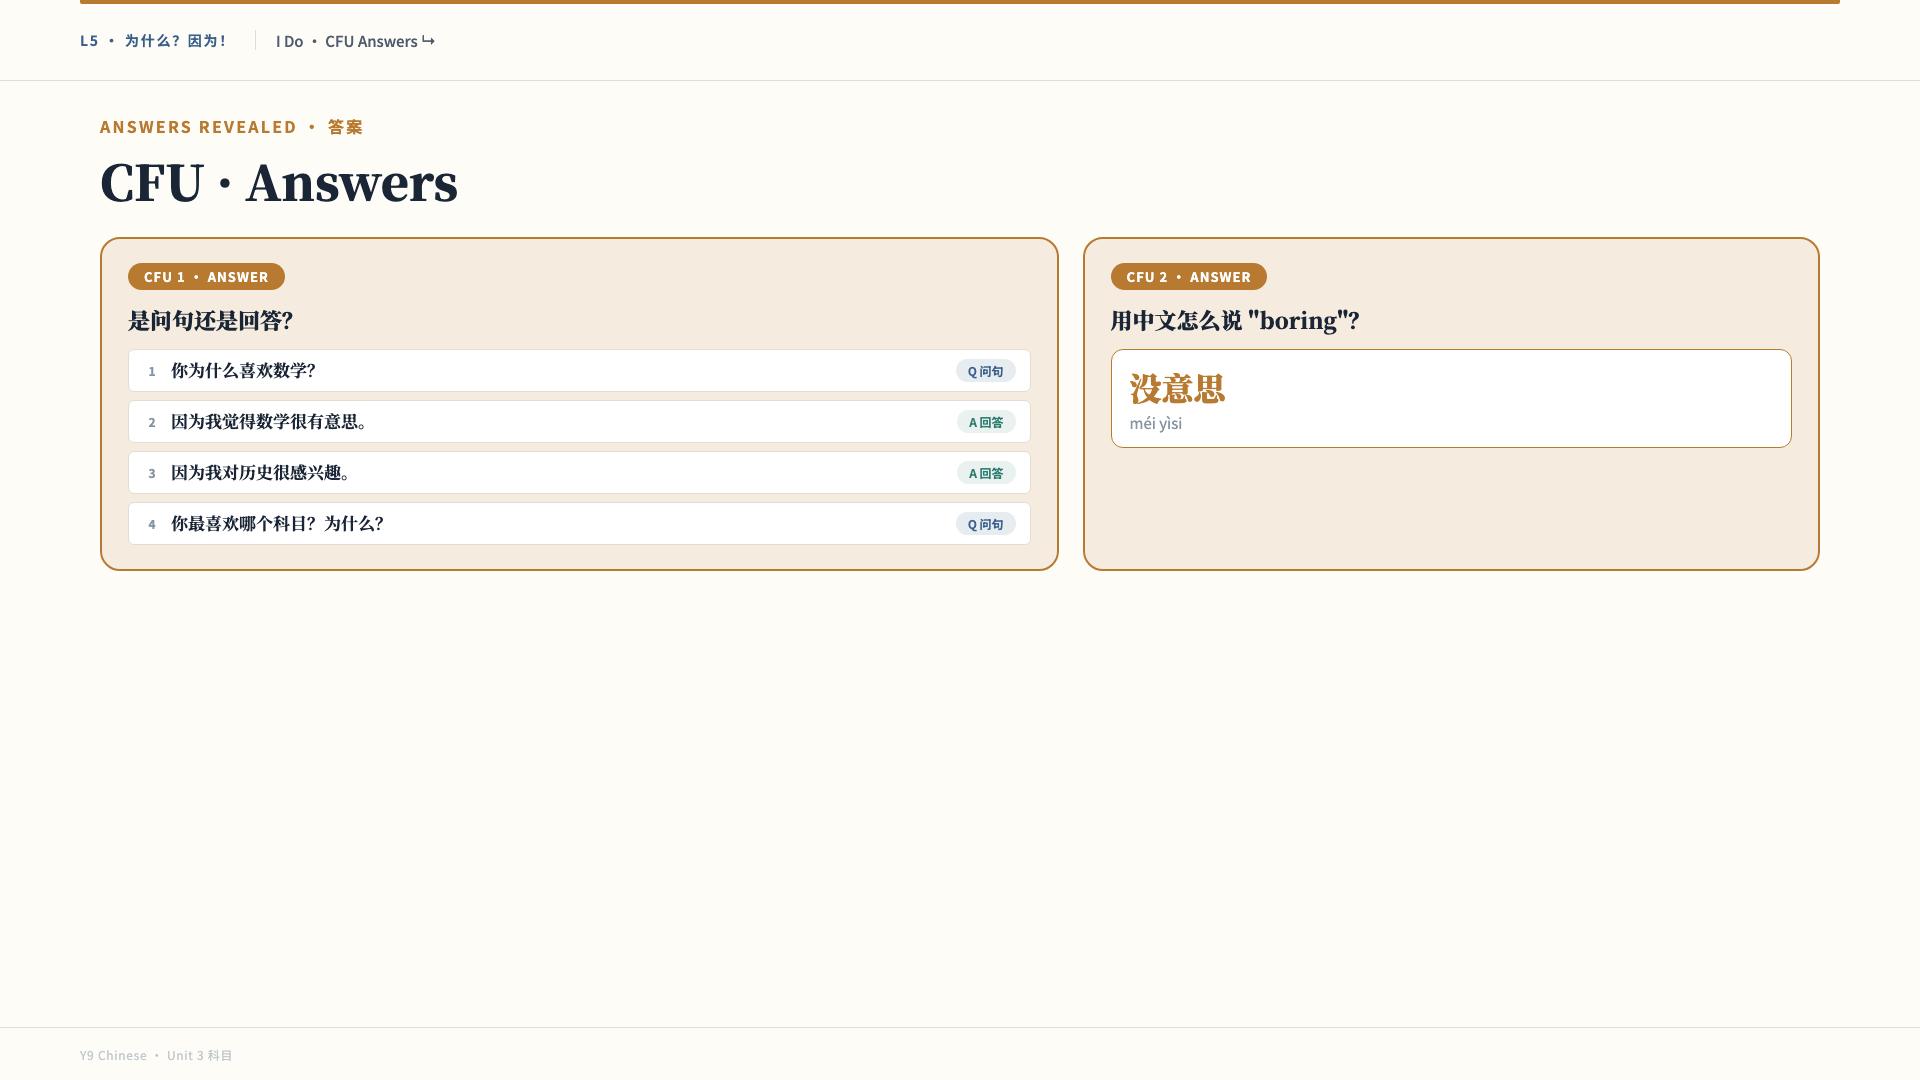 L5 · 为什么？因为！
I Do · CFU Answers ↪
ANSWERS REVEALED · 答案
CFU · Answers
CFU 1 · ANSWER
是问句还是回答？
1 你为什么喜欢数学？ Q 问句
2 因为我觉得数学很有意思。 A 回答
3 因为我对历史很感兴趣。 A 回答
4 你最喜欢哪个科目？为什么？ Q 问句
CFU 2 · ANSWER
用中文怎么说 "boring"?
没意思
méi yìsi
Y9 Chinese · Unit 3 科目